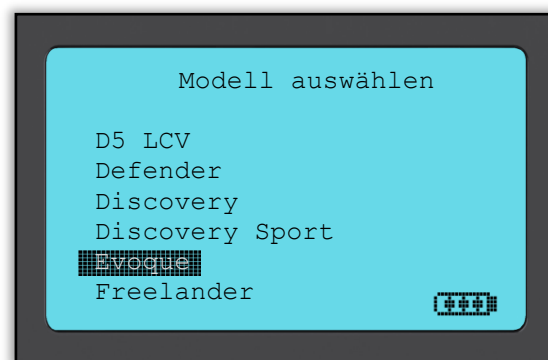 Modell auswählen
D5 LCV
Defender
Discovery
Discovery Sport
Evoque
Freelander